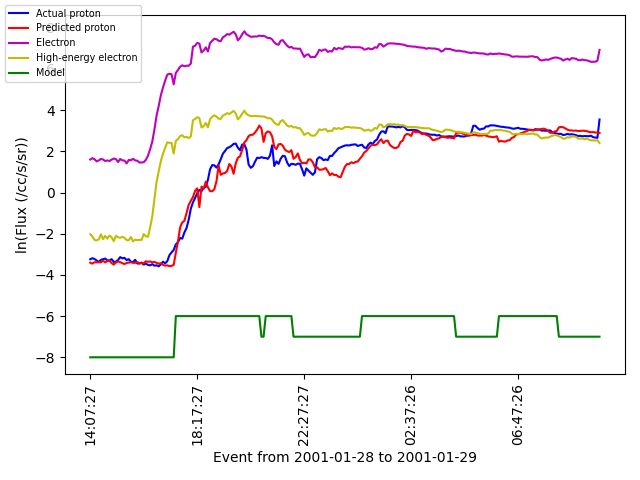 Actual proton
Predicted proton
Electron
High-energy electron
Model
ln(Flux (/cc/s/sr))
4
2
0
−2
−4
−6
−8
14:07:27
18:17:27
22:27:27
02:37:26
06:47:26
Event from 2001-01-28 to 2001-01-29